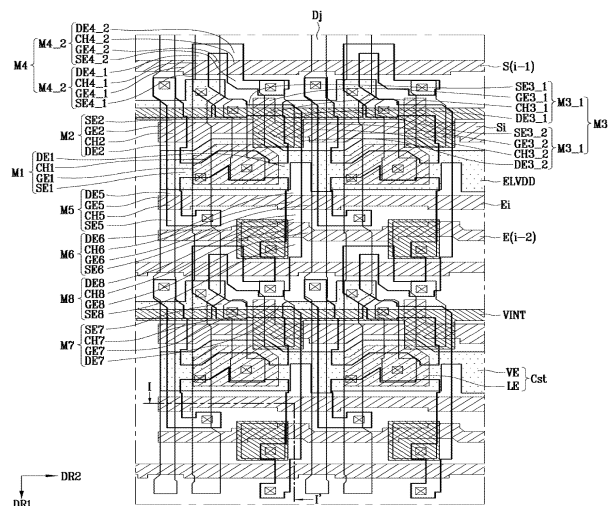 Dj
DE4_2
CH4_2
GE4_2
SE4_2
M4_2
M4
DE4_1
CH4_1
GE4_1
SE4_1
M4_2
S(i-1)
SE3_1
GE3_1
CH3_1
DE3_1
M3_1
M3
Si
SE3_2
GE3_2
CH3_2
DE3_2
M3_1
SE2
GE2
CH2
DE2
M2
DE1
CH1
GE1
SE1
M1
ELVDD
DE5
GE5
CH5
SE5
M5
Ei
DE6
CH6
GE6
SE6
M6
E(i-2)
DE8
CH8
GE8
SE8
M8
VINT
SE7
CH7
GE7
DE7
M7
VE
LE
Cst
I
I'
DR2
DR1